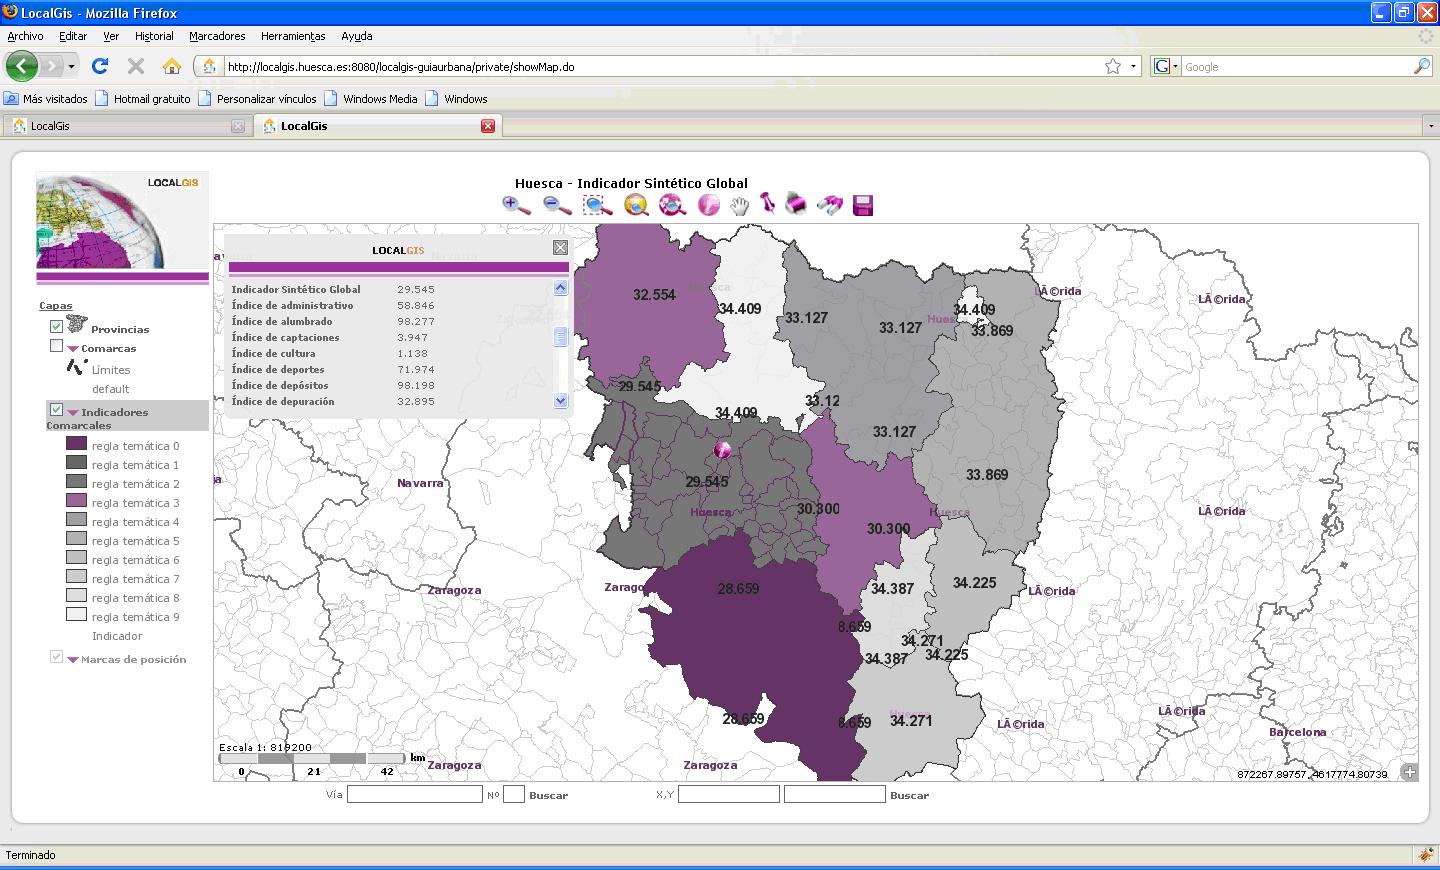 LocalGis - Mozilla Firefox
Archivo Editar Ver Historial Marcadores Herramientas Ayuda
http://localgis.huesca.es:8080/localgis-guiaurbana/private/showMap.do
G Google
Más visitados Hotmail gratuito Personalizar vínculos Windows Media Windows
LocalGis
LocalGis
LOCALGIS
Huesca - Indicador Sintético Global
Capas
Provincias
Comarcas
Límites
default
Indicadores
Comarcales
regla temática 0
regla temática 1
regla temática 2
regla temática 3
regla temática 4
regla temática 5
regla temática 6
regla temática 7
regla temática 8
regla temática 9
Indicador
Marcas de posición
LOCALGIS
Indicador Sintético Global 29.545
Índice de administrativo 58.846
Índice de alumbrado 98.277
Índice de captaciones 3.947
Índice de cultura 1.138
Índice de deportes 71.974
Índice de depósitos 98.198
Índice de depuración 32.895
32.554
34.409
33.127
33.127
Hues
34.409
33.869
LÃ©rida
LÃ©rida
29.545
34.409
33.12
33.127
33.869
Navarra
29.545
Huesca
30.300
30.300
Huesca
LÃ©rida
Zaragoza
Zarago
28.659
34.387
34.225
LÃ©rida
8.659
34.271
34.387
34.225
28.659
8.659
34.271
Huesca
LÃ©rida
LÃ©rida
Barcelona
Zaragoza
Zaragoza
Escala 1: 819200
km
0 21 42
872267.89757, 4617774.80739
Vía Nº Buscar X,Y Buscar
Terminado